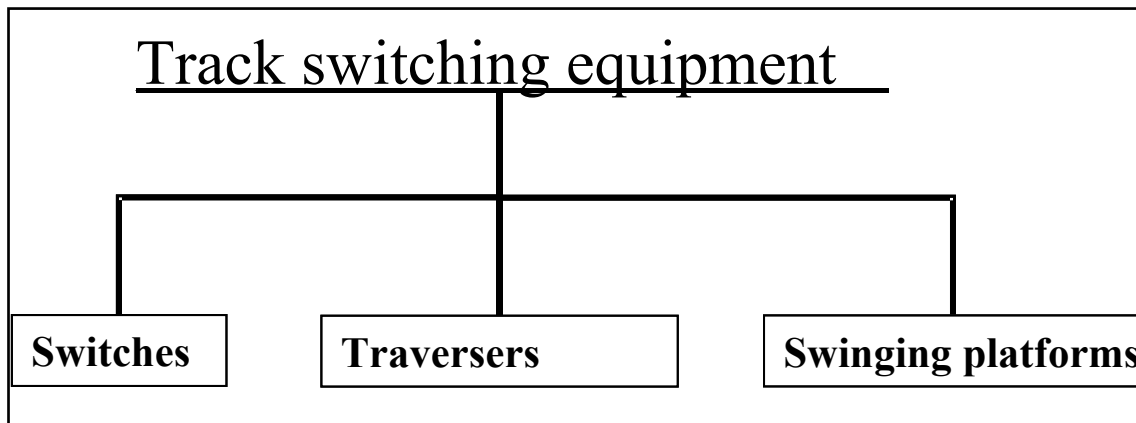 Track switching equipment
Switches
Traversers
Swinging platforms